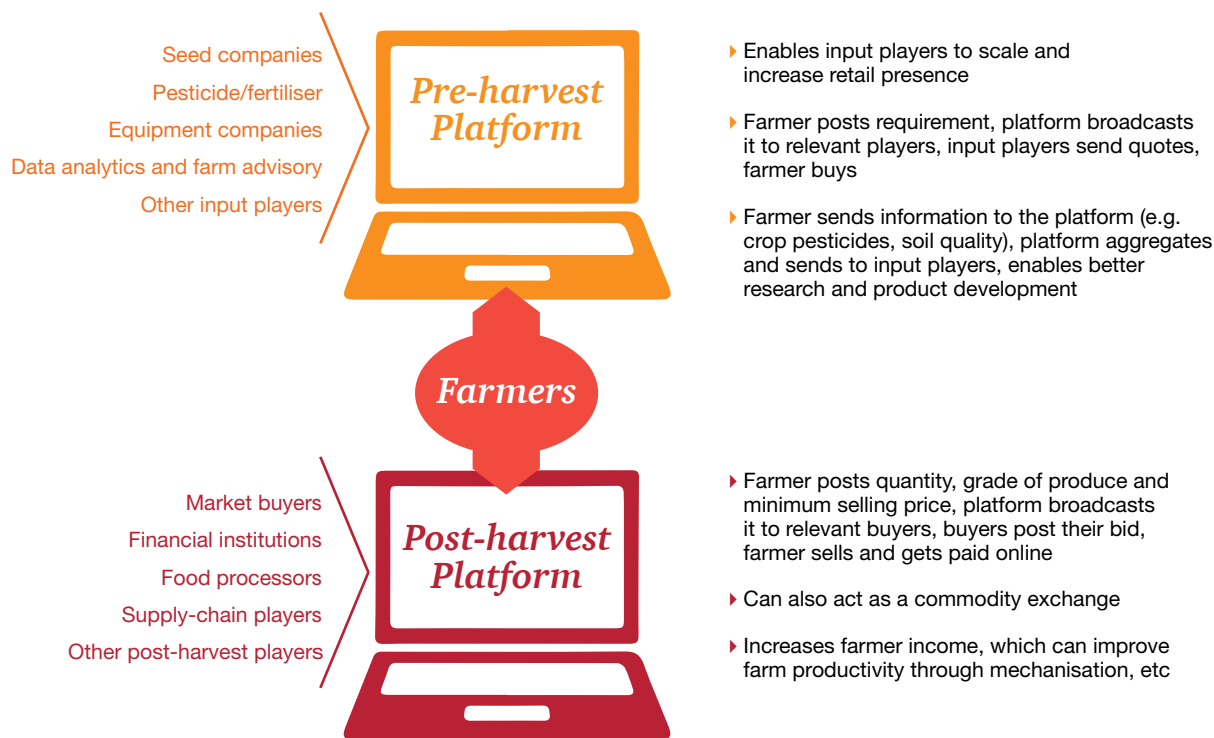 Seed companies
Pesticide/fertiliser
Equipment companies
Data analytics and farm advisory
Other input players
Pre-harvest
Platform
Enables input players to scale and
increase retail presence
Farmer posts requirement, platform broadcasts
it to relevant players, input players send quotes,
farmer buys
Farmer sends information to the platform (e.g.
crop pesticides, soil quality), platform aggregates
and sends to input players, enables better
research and product development
Farmers
Market buyers
Financial institutions
Food processors
Supply-chain players
Other post-harvest players
Post-harvest
Platform
Farmer posts quantity, grade of produce and
minimum selling price, platform broadcasts
it to relevant buyers, buyers post their bid,
farmer sells and gets paid online
Can also act as a commodity exchange
Increases farmer income, which can improve
farm productivity through mechanisation, etc